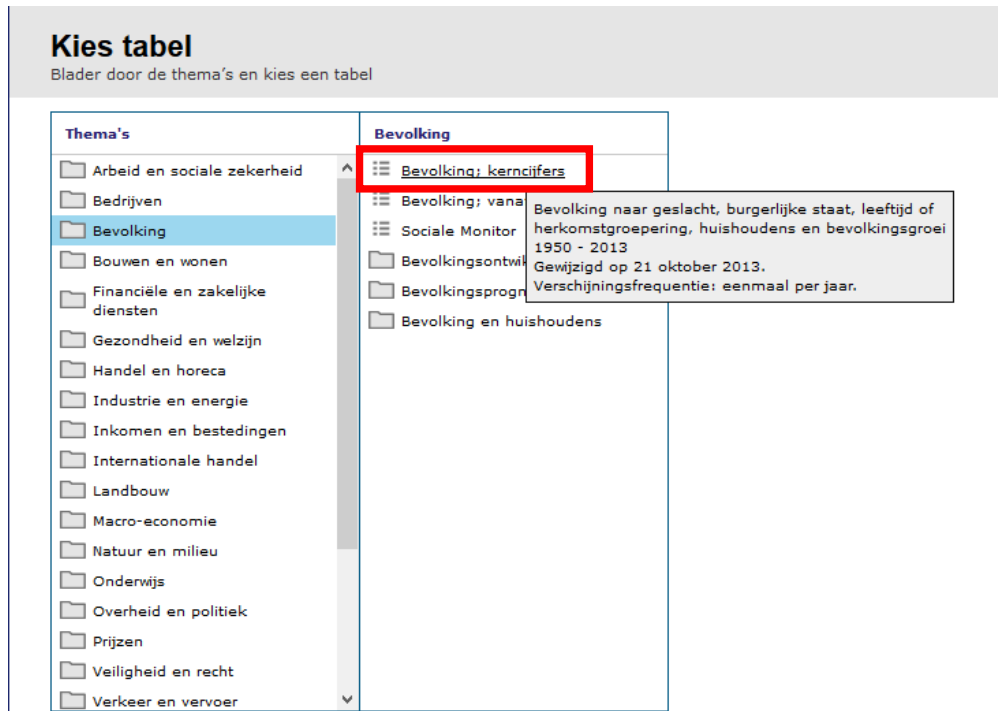 Kies tabel
Blader door de thema's en kies een tabel
Thema's
Arbeid en sociale zekerheid
Bedrijven
Bevolking
Bouwen en wonen
Financiële en zakelijke
diensten
Gezondheid en welzijn
Handel en horeca
Industrie en energie
Inkomen en bestedingen
Internationale handel
Landbouw
Macro-economie
Natuur en milieu
Onderwijs
Overheid en politiek
Prijzen
Veiligheid en recht
Verkeer en vervoer
Bevolking
Bevolking; kerncijfers
Bevolking;
Sociale Monitor
Bevolking en huishoudens
Bevolking naar geslacht, burgerlijke staat, leeftijd of
herkomstgroepering, huishoudens en bevolkingsgroei
1950 - 2013
Gewijzigd op 21 oktober 2013.
Verschijningsfrequentie: eenmaal per jaar.